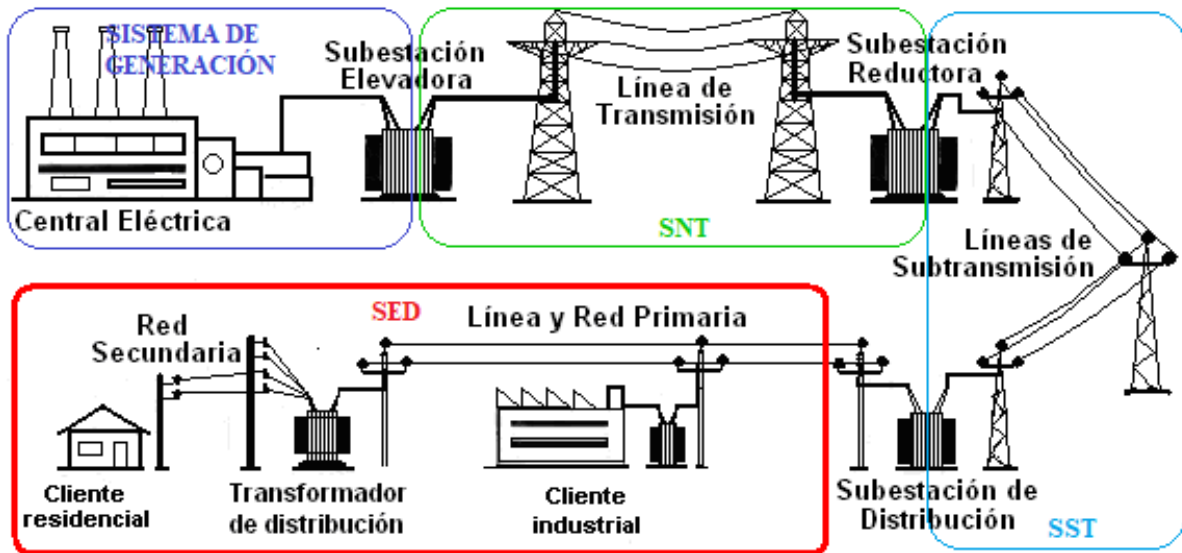 SISTEMA DE
GENERACIÓN
Subestación
Elevadora
Línea de
Transmisión
Subestación
Reductora
Central Eléctrica
SNT
Líneas de
Subtransmisión
SED
Línea y Red Primaria
Red
Secundaria
Cliente
residencial
Transformador
de distribución
Cliente
industrial
Subestación de
Distribución
SST